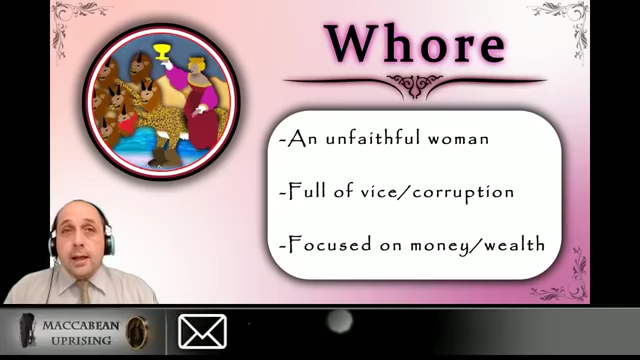 Whore
-An unfaithful woman
-Full of vice/corruption
-Focused on money/wealth
MACCABEAN
UPRISING